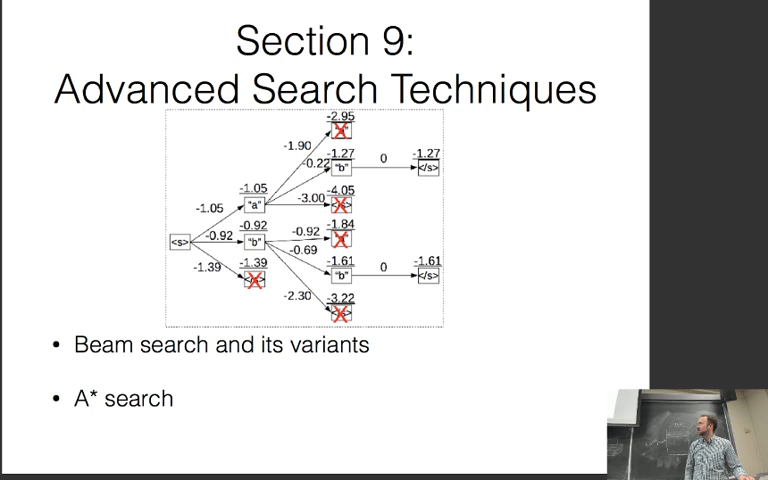 Section 9:
Advanced Search Techniques
-2.95
-1.90
-1.27
-0.22
"b"
0
-1.27
</s>
-1.05
-4.05
-1.05
"a"
-3.00
-0.92
-0.92
-1.84
<s>
-0.92
"b"
-0.69
-1.39
-1.39
-1.61
"b"
0
-1.61
</s>
-2.30
-3.22
• Beam search and its variants
• A* search